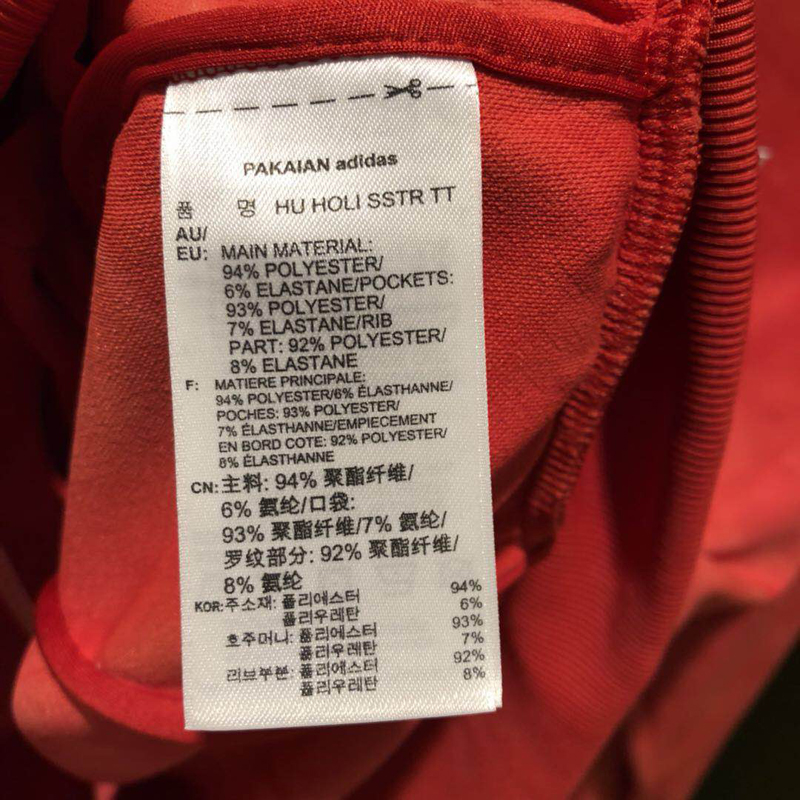 PAKAIAN adidas
품 명 HU HOLI SSTR TT
AU/
EU: MAIN MATERIAL:
94% POLYESTER/
6% ELASTANE/POCKETS:
93% POLYESTER/
7% ELASTANE/RIB
PART: 92% POLYESTER/
8% ELASTANE
F: MATIERE PRINCIPALE:
94% POLYESTER/6% ÉLASTHANNE/
POCHES: 93% POLYESTER/
7% ÉLASTHANNE/EMPIECEMENT
EN BORD COTE: 92% POLYESTER/
8% ÉLASTHANNE
CN: 主料: 94% 聚酯纤维/
6% 氨纶/口袋:
93% 聚酯纤维/7% 氨纶/
罗纹部分: 92% 聚酯纤维/
8% 氨纶
KOR: 주소재: 폴리에스터 94%
폴리우레탄 6%
호주머니: 폴리에스터 93%
폴리우레탄 7%
리브부분: 폴리에스터 92%
폴리우레탄 8%